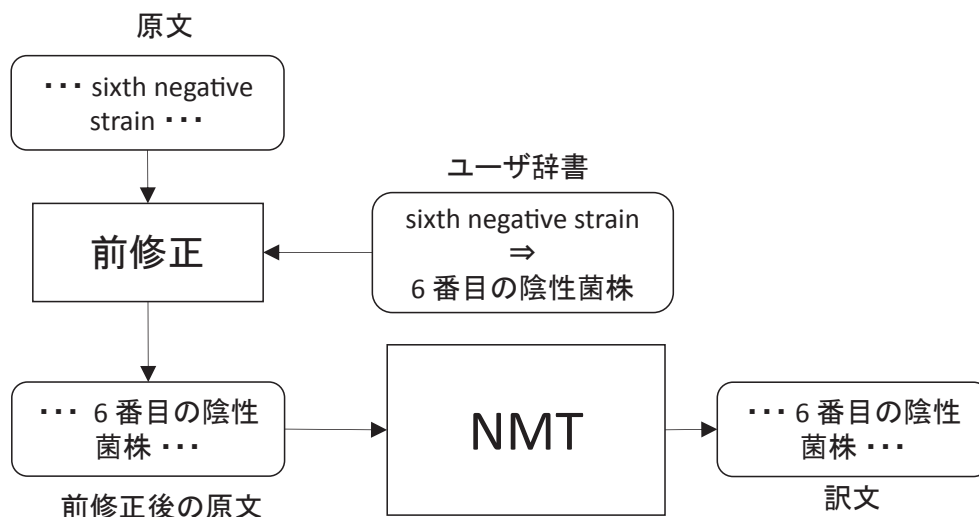 原文
･･･ sixth negative
strain ･･･
ユーザ辞書
sixth negative strain
⇒
6 番目の陰性菌株
前修正
･･･ 6 番目の陰性
菌株 ･･･
前修正後の原文
NMT
･･･ 6 番目の陰性
菌株 ･･･
訳文